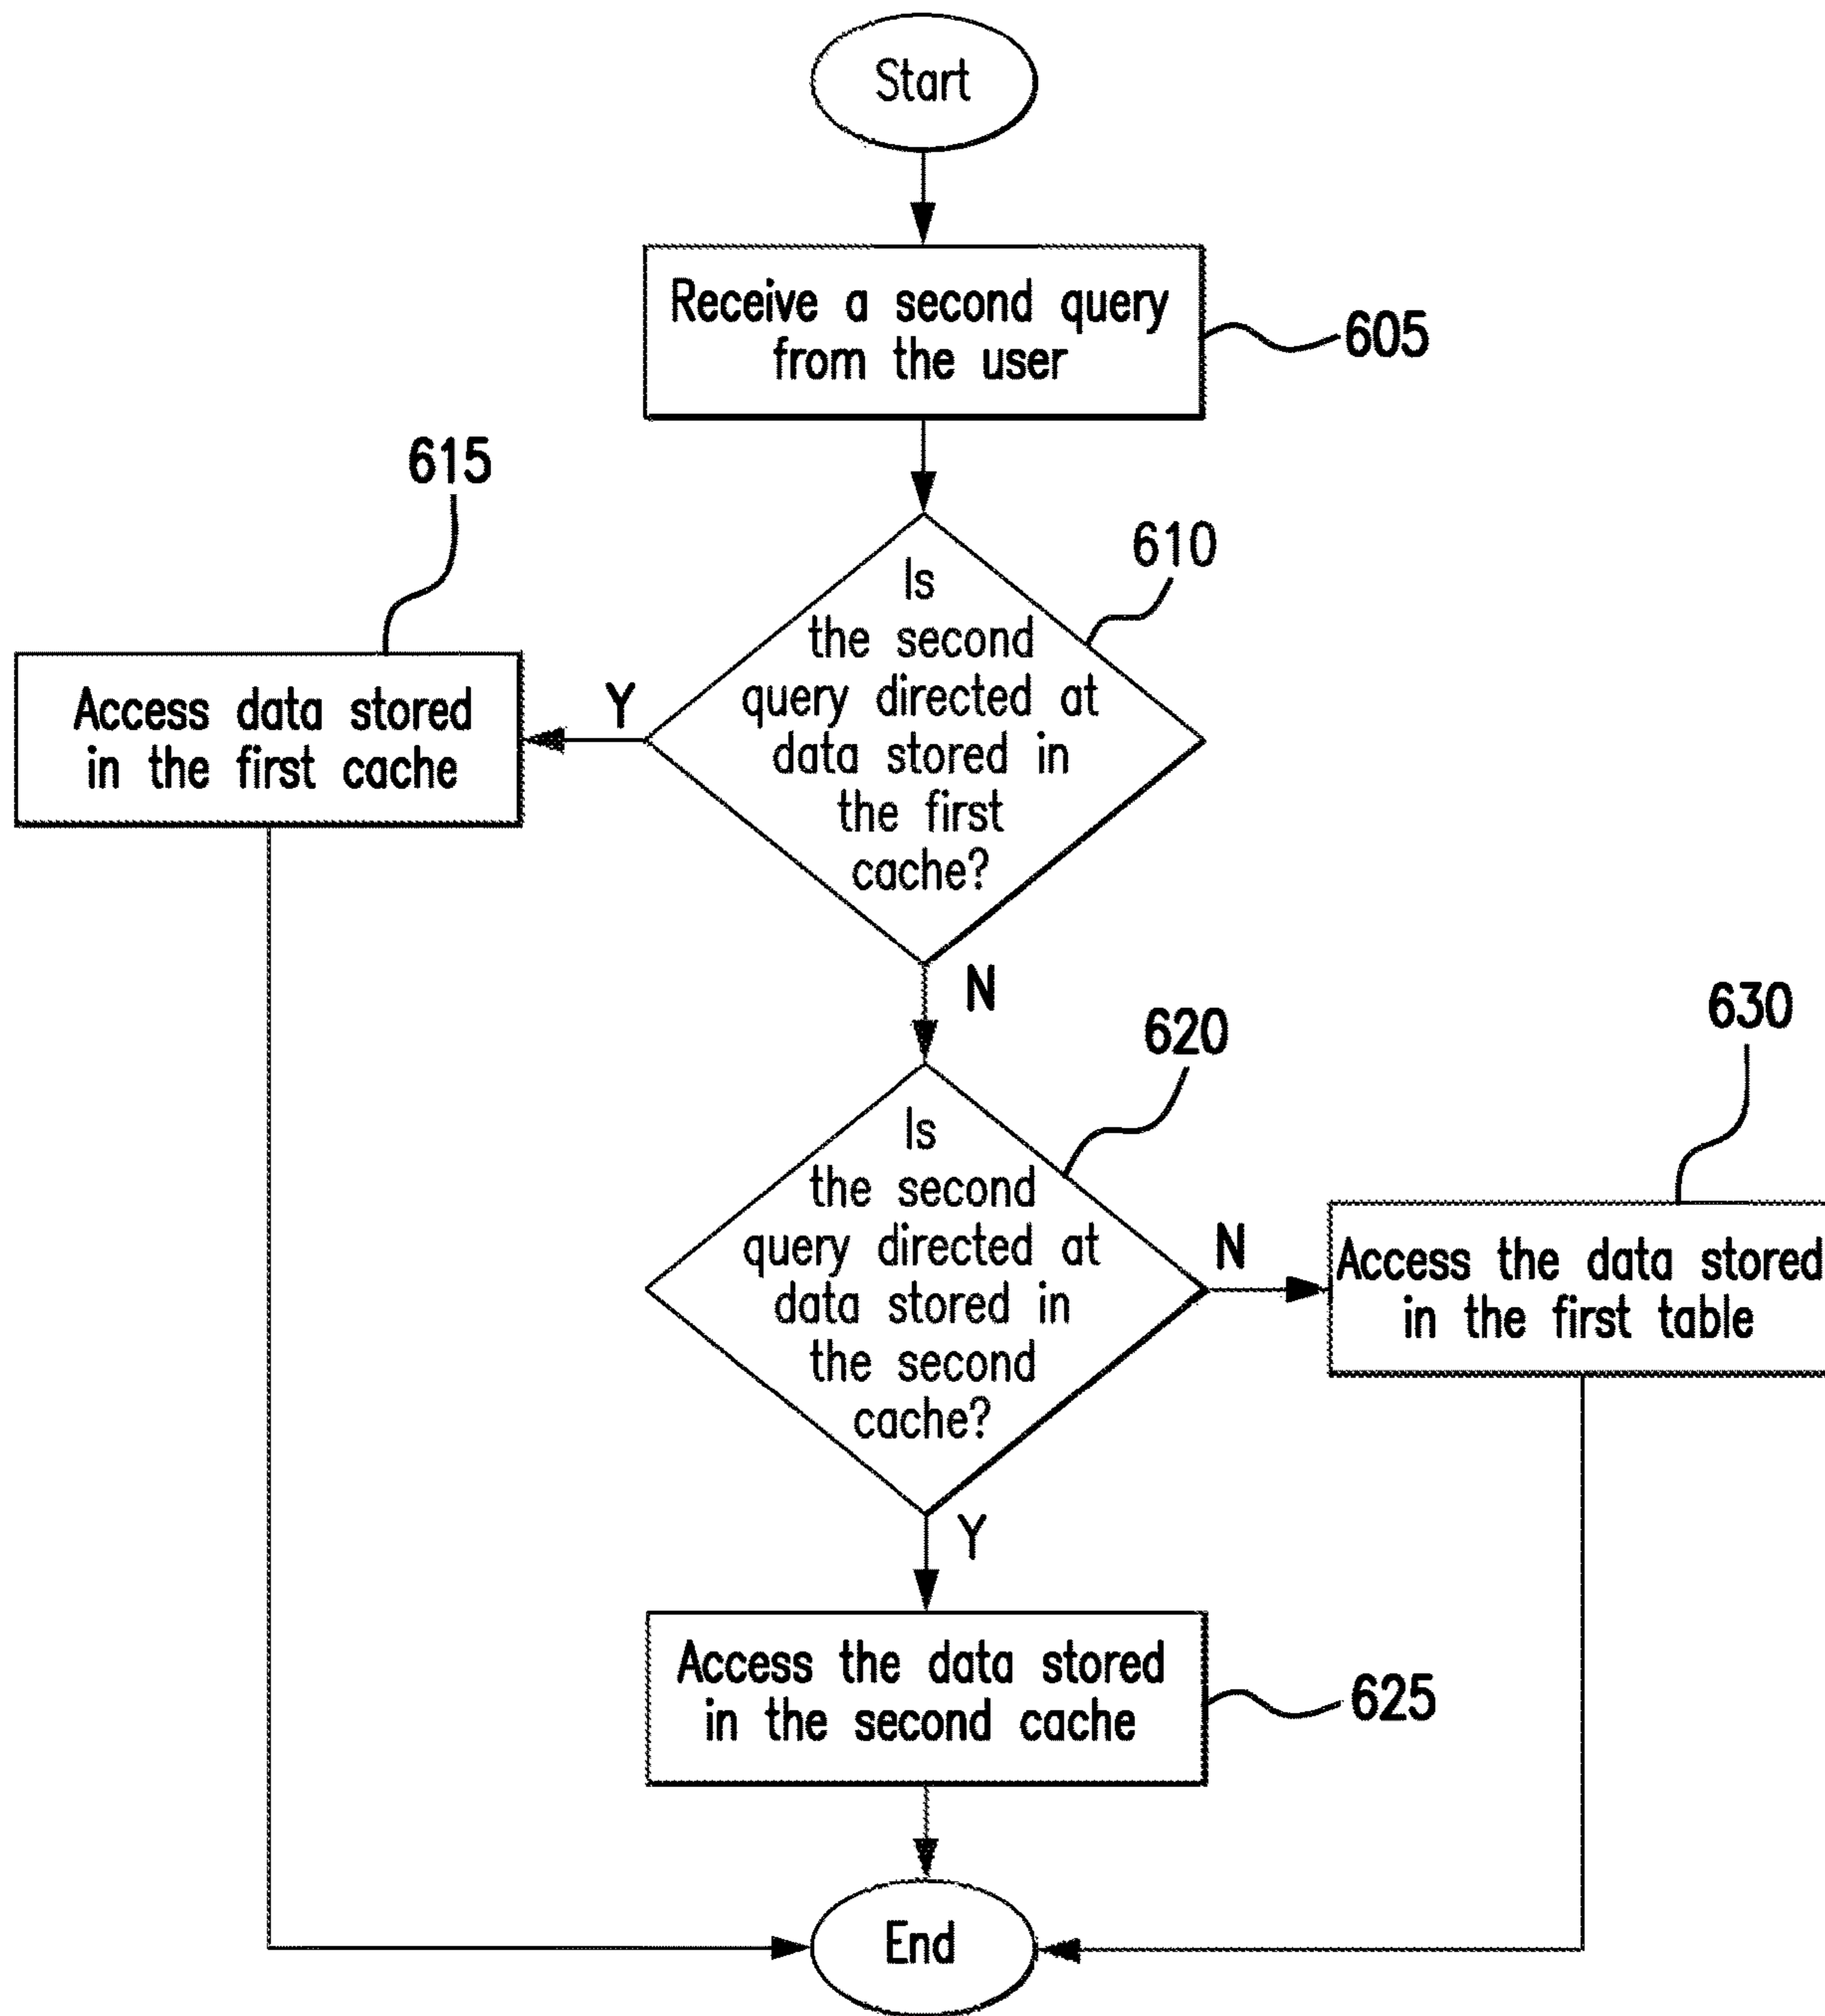 Start
Receive a second query
from the user
605
615
610
Is
the second
query directed at
data stored in
the first
cache?
Y
Access data stored
in the first cache
N
620
630
Is
the second
query directed at
data stored in
the second
cache?
N
Access the data stored
in the first table
Y
Access the data stored
in the second cache
625
End